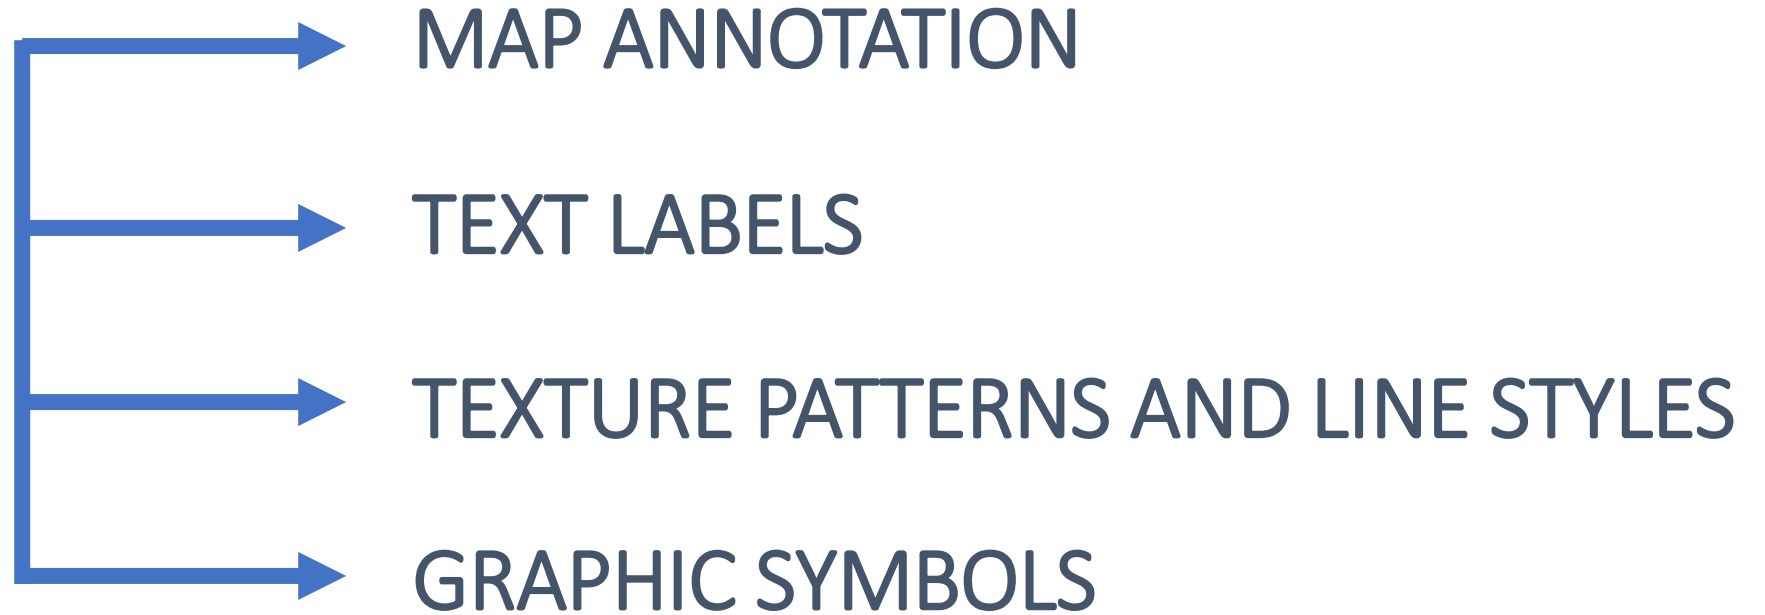 MAP ANNOTATION
TEXT LABELS
TEXTURE PATTERNS AND LINE STYLES
GRAPHIC SYMBOLS